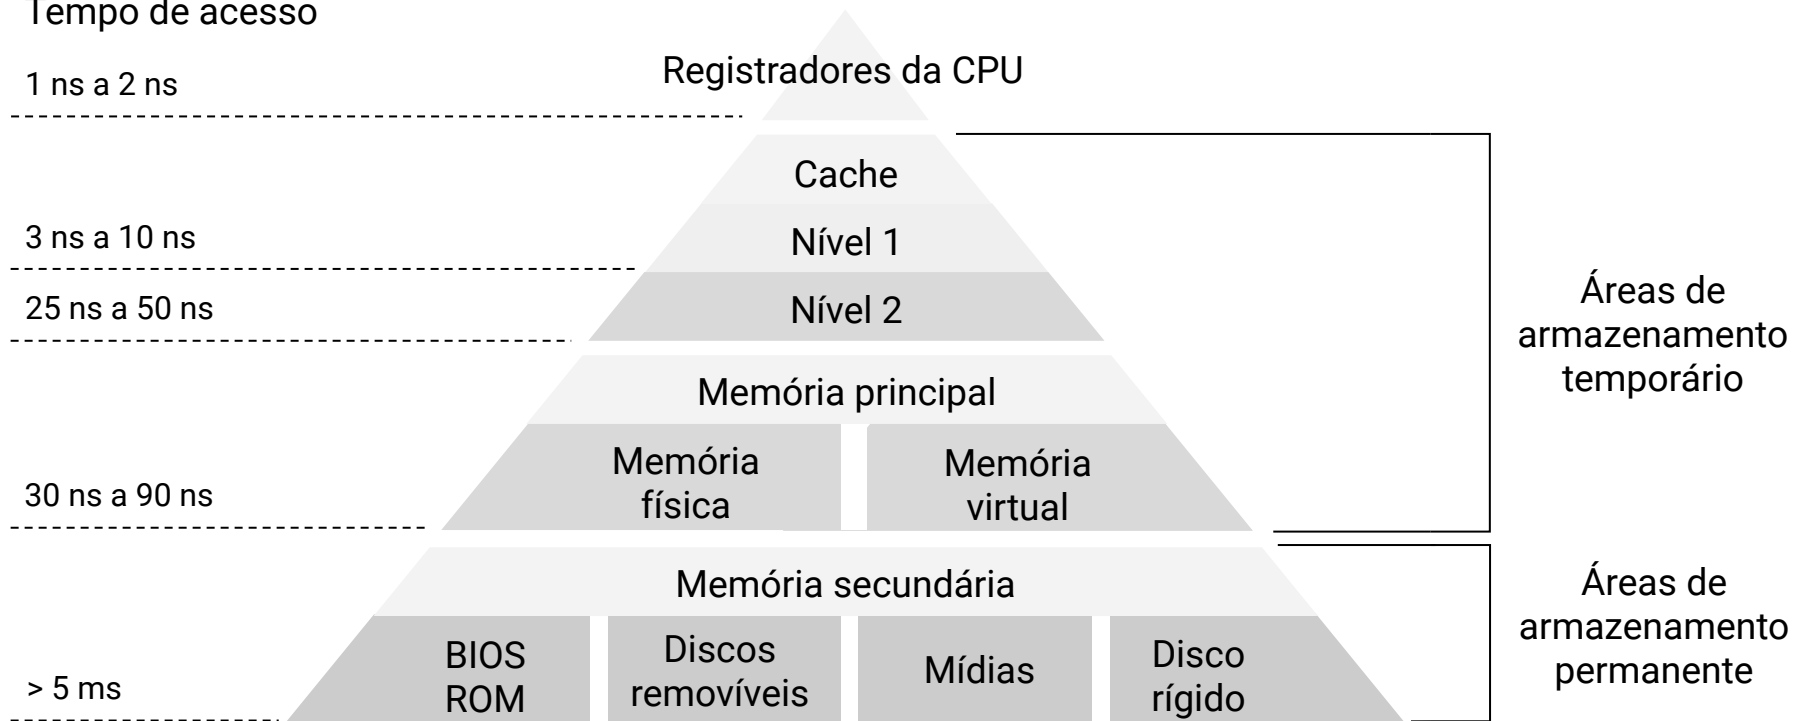 Tempo de acesso
Registradores da CPU
1 ns a 2 ns
Cache
3 ns a 10 ns
Nível 1
25 ns a 50 ns
Nível 2
Áreas de
armazenamento
temporário
Memória principal
Memória
física
Memória
virtual
30 ns a 90 ns
Memória secundária
Áreas de
armazenamento
permanente
BIOS
ROM
Discos
removíveis
Mídias
Disco
rígido
> 5 ms